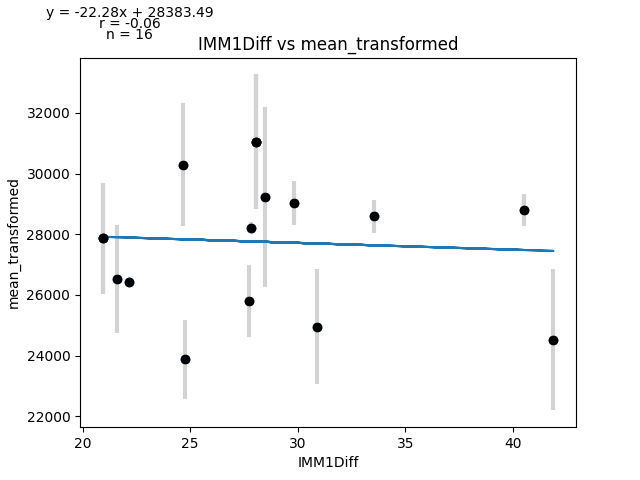 y = -22.28x + 28383.49
r = -0.06
n = 16
IMM1Diff vs mean_transformed
32000
30000
28000
26000
24000
22000
mean_transformed
20
25
30
35
40
IMM1Diff